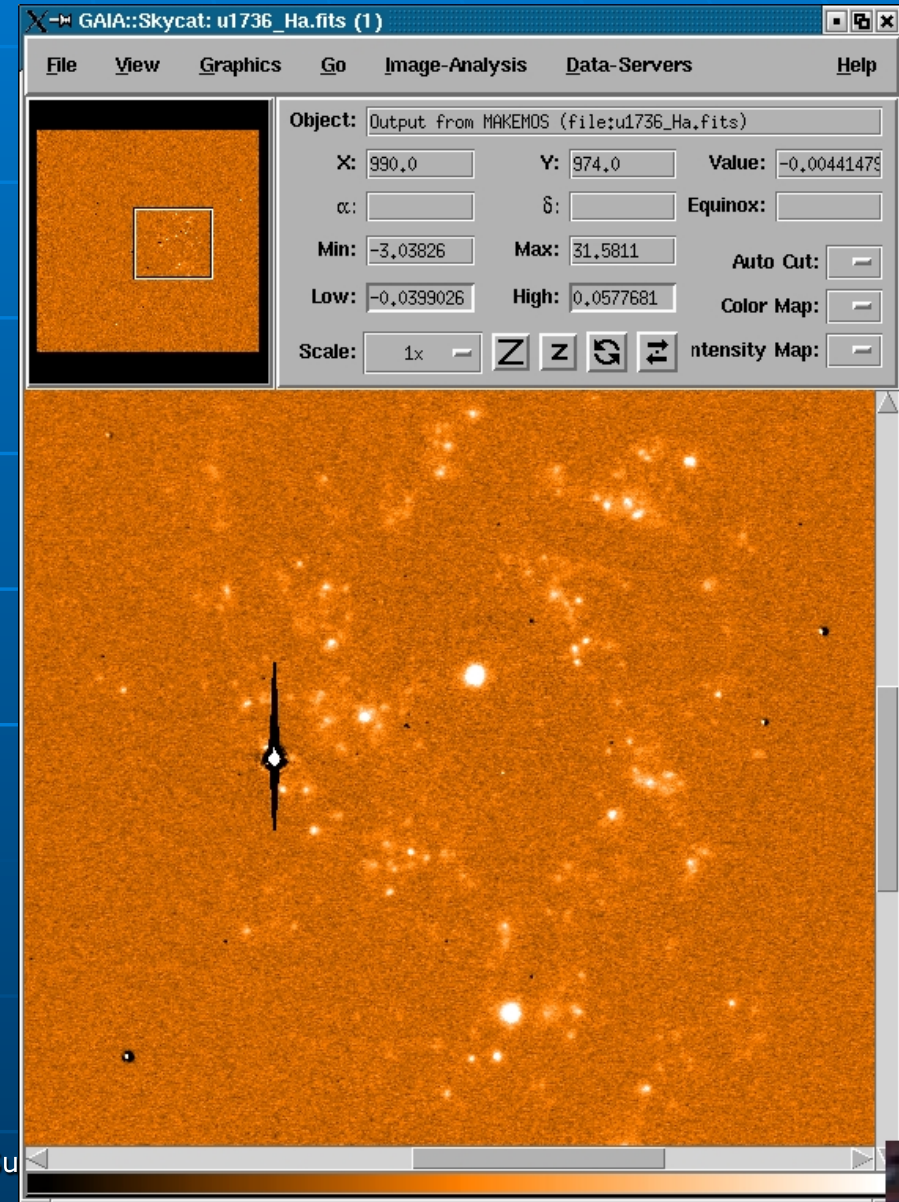 GAIA::Skycat: u1736_Ha.fits (1)
File View Graphics Go Image-Analysis Data-Servers Help
Object: Output from MAKEMOS (file:u1736_Ha.fits)
X: 990.0 Y: 974.0 Value: -0.00441479
α: δ: Equinox:
Min: -3.03826 Max: 31.5811 Auto Cut:
Low: -0.0399026 High: 0.0577681 Color Map:
Scale: 1x Z z ntensity Map:
u